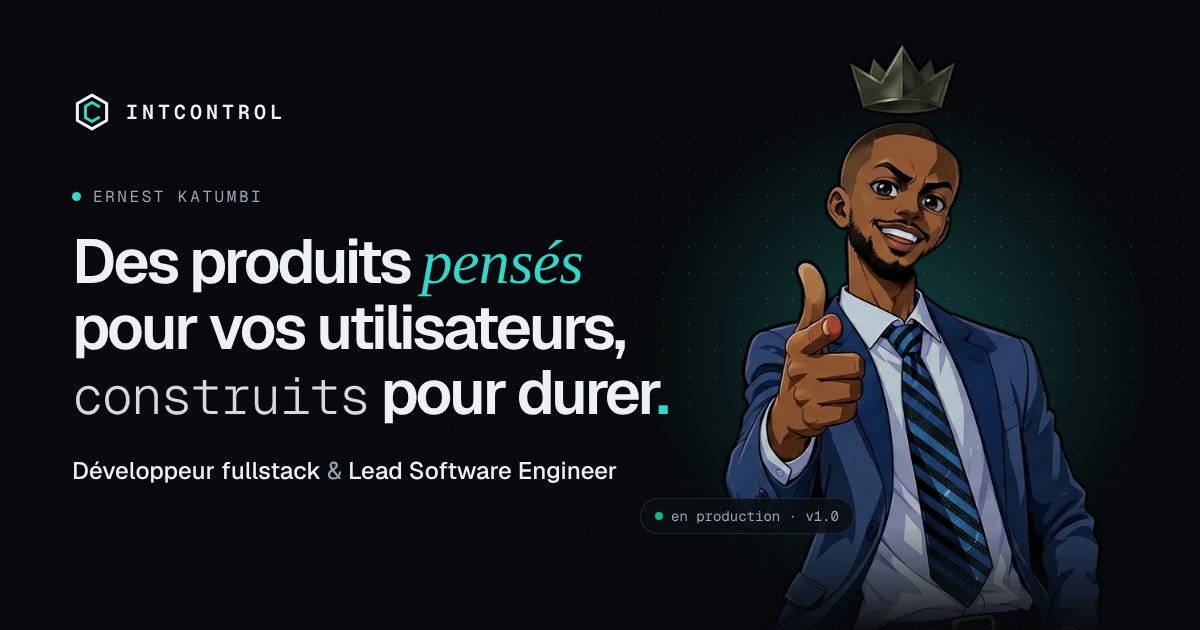 INTCONTROL
ERNEST KATUMBI
Des produits pensés
pour vos utilisateurs,
construits pour durer.
Développeur fullstack & Lead Software Engineer
en production · v1.0